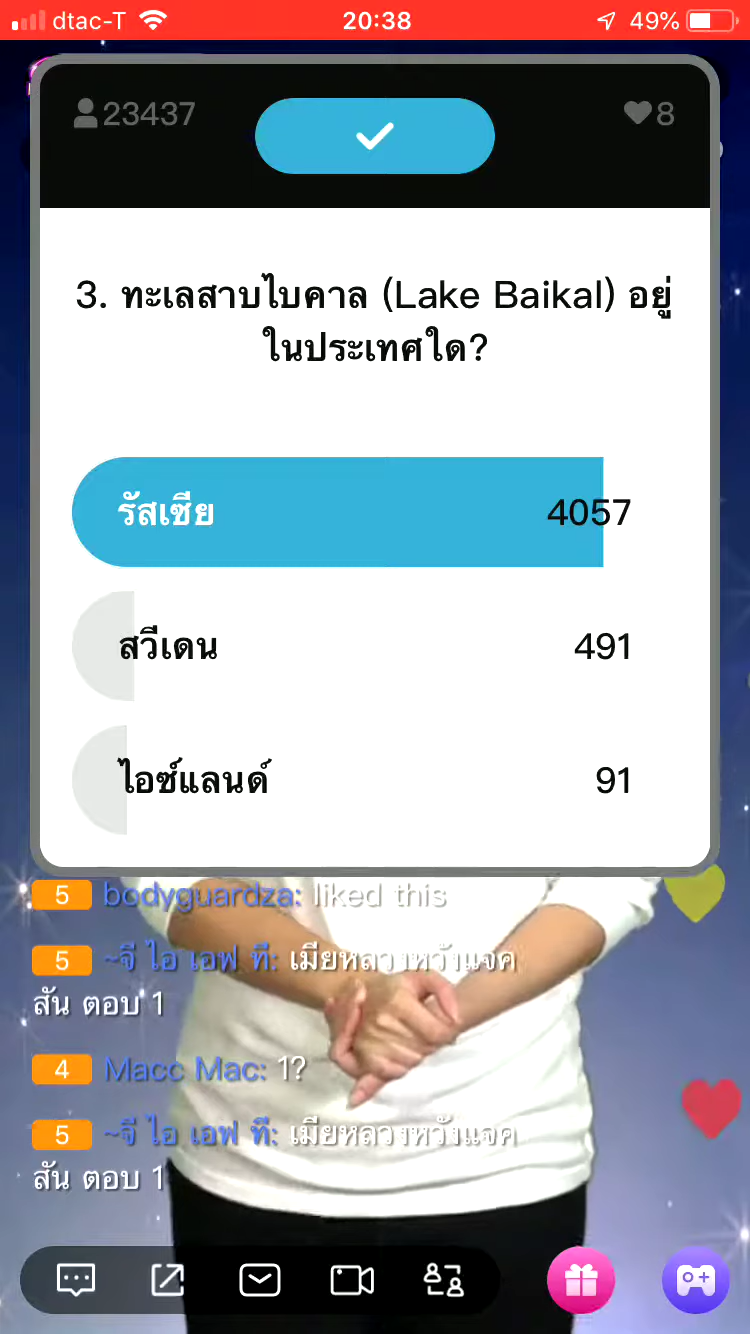 dtac-T 20:38 49%
23437 8
3. ทะเลสาบไบคาล (Lake Baikal) อยู่
ในประเทศใด?
รัสเซีย 4057
สวีเดน 491
ไอซ์แลนด์ 91
5 bodyguardza: liked this
5 ~จี ไอ เอฟ ที: เมียหลวงหวังแจค
สัน ตอบ 1
4 Macc Mac: 1?
5 ~จี ไอ เอฟ ที: เมียหลวงหวังแจค
สัน ตอบ 1